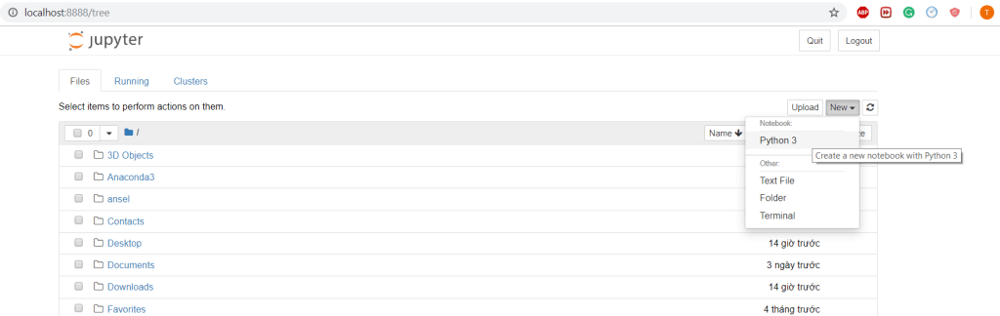 localhost:8888/tree
ABP
G
T
jupyter
Quit
Logout
Files
Running
Clusters
Select items to perform actions on them.
Upload
New
0
/
Name
Notebook:
Python 3
Create a new notebook with Python 3
Other:
Text File
Folder
Terminal
3D Objects
Anaconda3
ansel
Contacts
Desktop 14 giờ trước
Documents 3 ngày trước
Downloads 14 giờ trước
Favorites 4 tháng trước